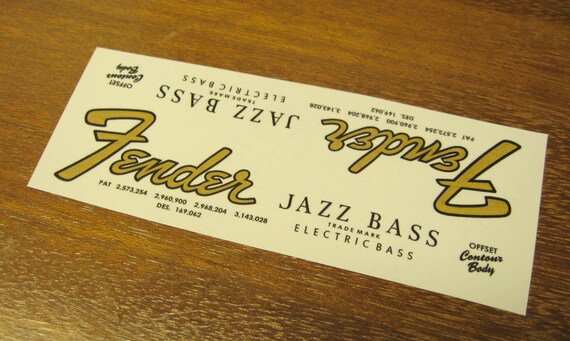 Fender
PAT 2,573,254 2,960,900 2,968,204 3,143,028
DES. 169,062
JAZZ BASS
TRADE MARK
ELECTRIC BASS
OFFSET
Contour
Body
Fender
PAT 2,573,254 2,960,900 2,968,204 3,143,028
DES. 169,062
JAZZ BASS
TRADE MARK
ELECTRIC BASS
OFFSET
Contour
Body